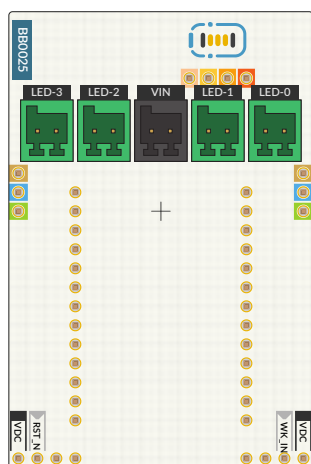 BB0025
LED-3
LED-2
VIN
LED-1
LED-0
VDC
RST_N
WK_IN
VDC